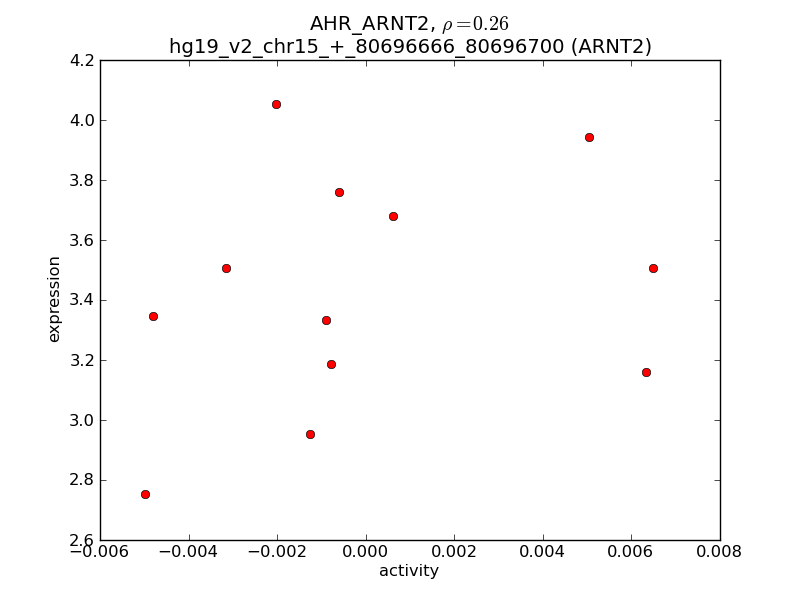 AHR_ARNT2, ρ = 0.26
hg19_v2_chr15_+_80696666_80696700 (ARNT2)
4.2
4.0
3.8
3.6
3.4
3.2
3.0
2.8
2.6
expression
−0.006 −0.004 −0.002 0.000 0.002 0.004 0.006 0.008
activity